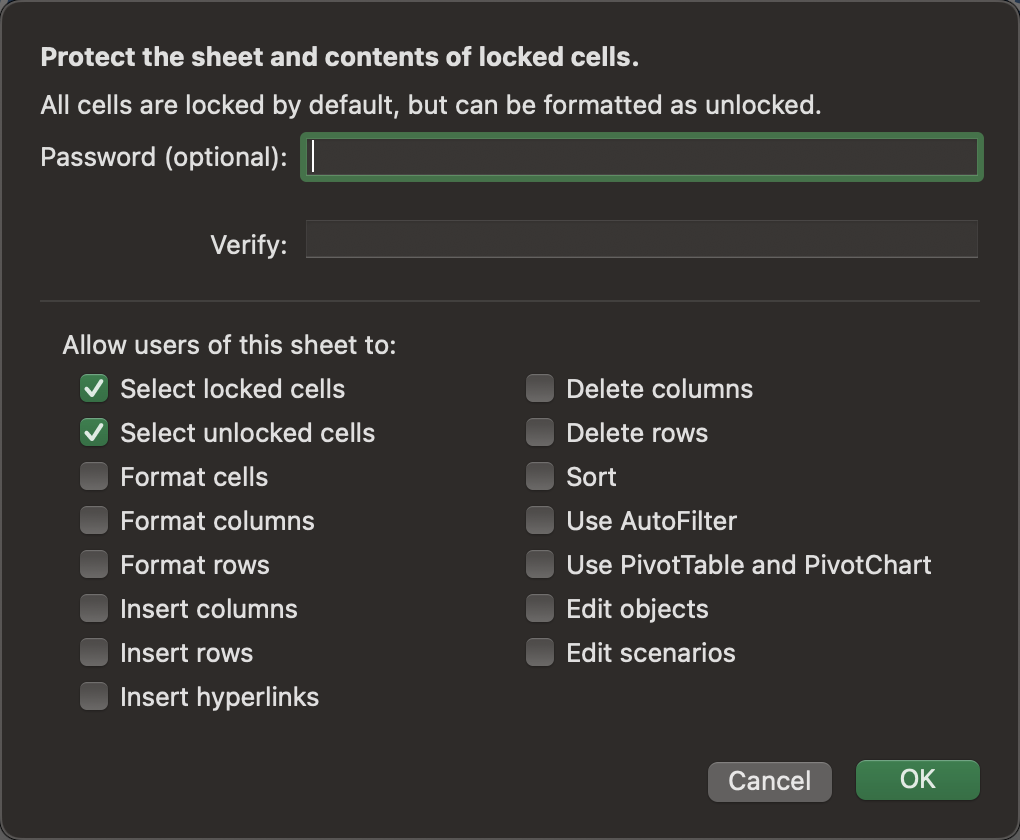 Protect the sheet and contents of locked cells.
All cells are locked by default, but can be formatted as unlocked.
Password (optional):
Verify:
Allow users of this sheet to:
Select locked cells
Select unlocked cells
Format cells
Format columns
Format rows
Insert columns
Insert rows
Insert hyperlinks
Delete columns
Delete rows
Sort
Use AutoFilter
Use PivotTable and PivotChart
Edit objects
Edit scenarios
Cancel
OK